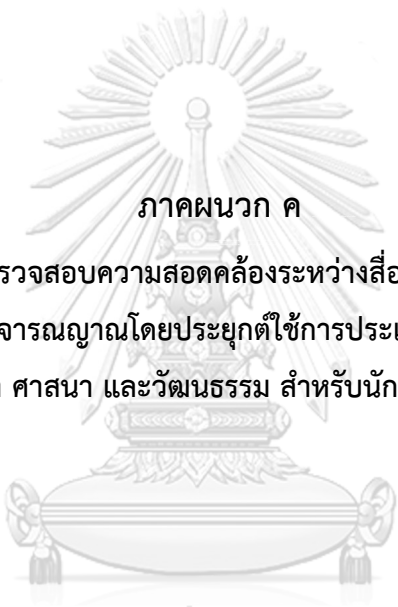 ภาคผนวก ค
รวจสอบความสอดคล้องระหว่างสื่อ
จารณญาณโดยประยุกต์ใช้การประเ
ศาสนา และวัฒนธรรม สำหรับนัก